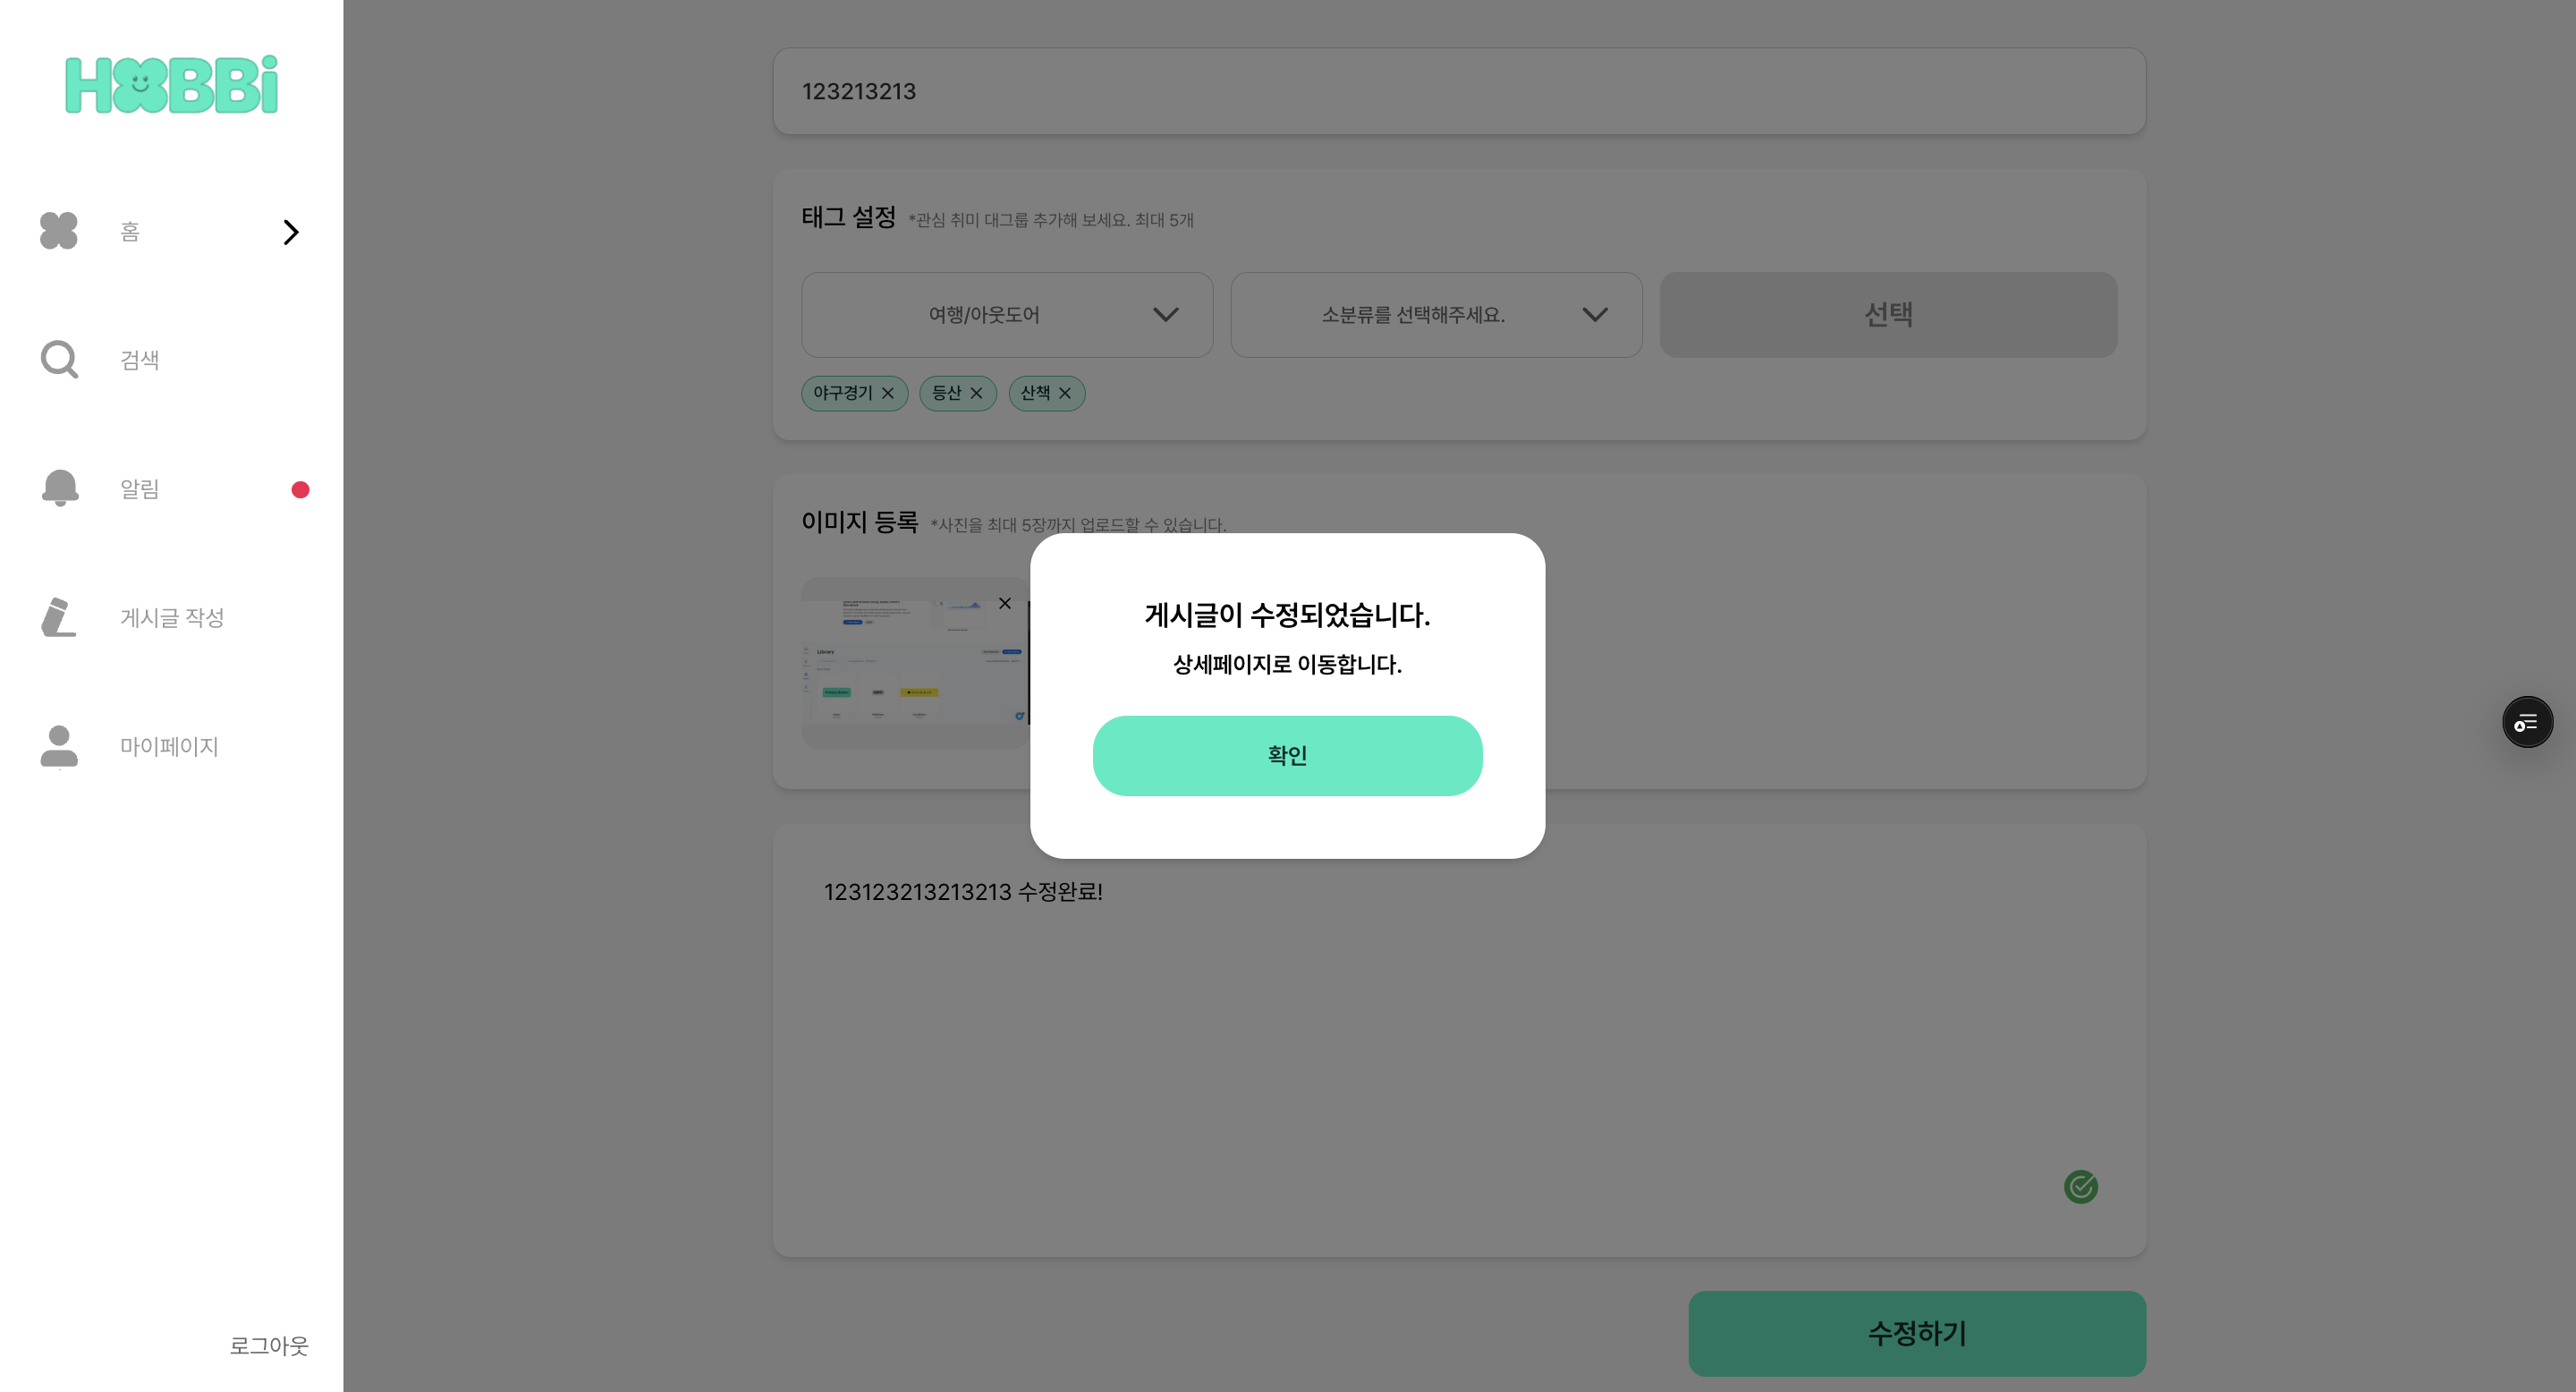 HOBBi
홈
검색
알림
게시글 작성
마이페이지
로그아웃
123213213
태그 설정 *관심 취미 대그룹 추가해 보세요. 최대 5개
여행/아웃도어 소분류를 선택해주세요. 선택
야구경기 등산 산책
이미지 등록 *사진을 최대 5장까지 업로드할 수 있습니다.
Library
게시글이 수정되었습니다.
상세페이지로 이동합니다.
확인
123123213213213 수정완료!
수정하기